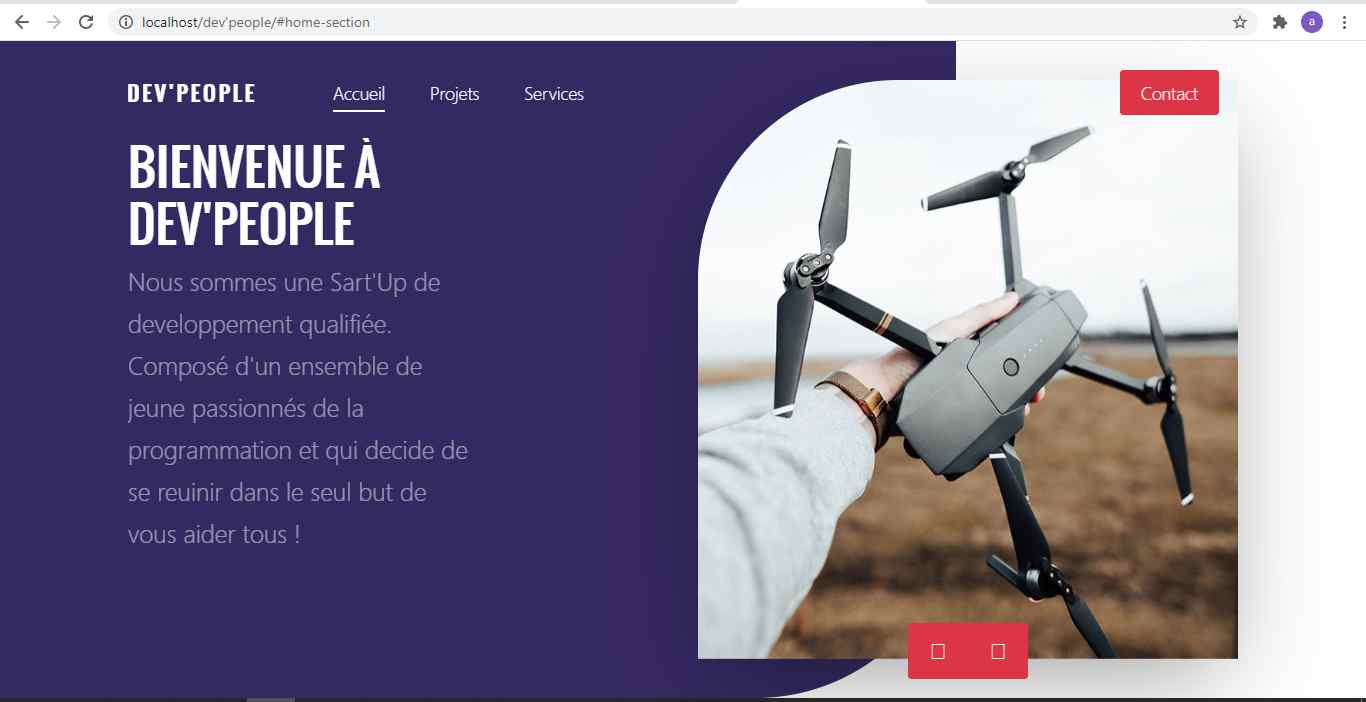 localhost/dev'people/#home-section
a
DEV'PEOPLE
Accueil
Projets
Services
Contact
BIENVENUE À
DEV'PEOPLE
Nous sommes une Sart'Up de
developpement qualifiée.
Composé d'un ensemble de
jeune passionnés de la
programmation et qui decide de
se reuinir dans le seul but de
vous aider tous !